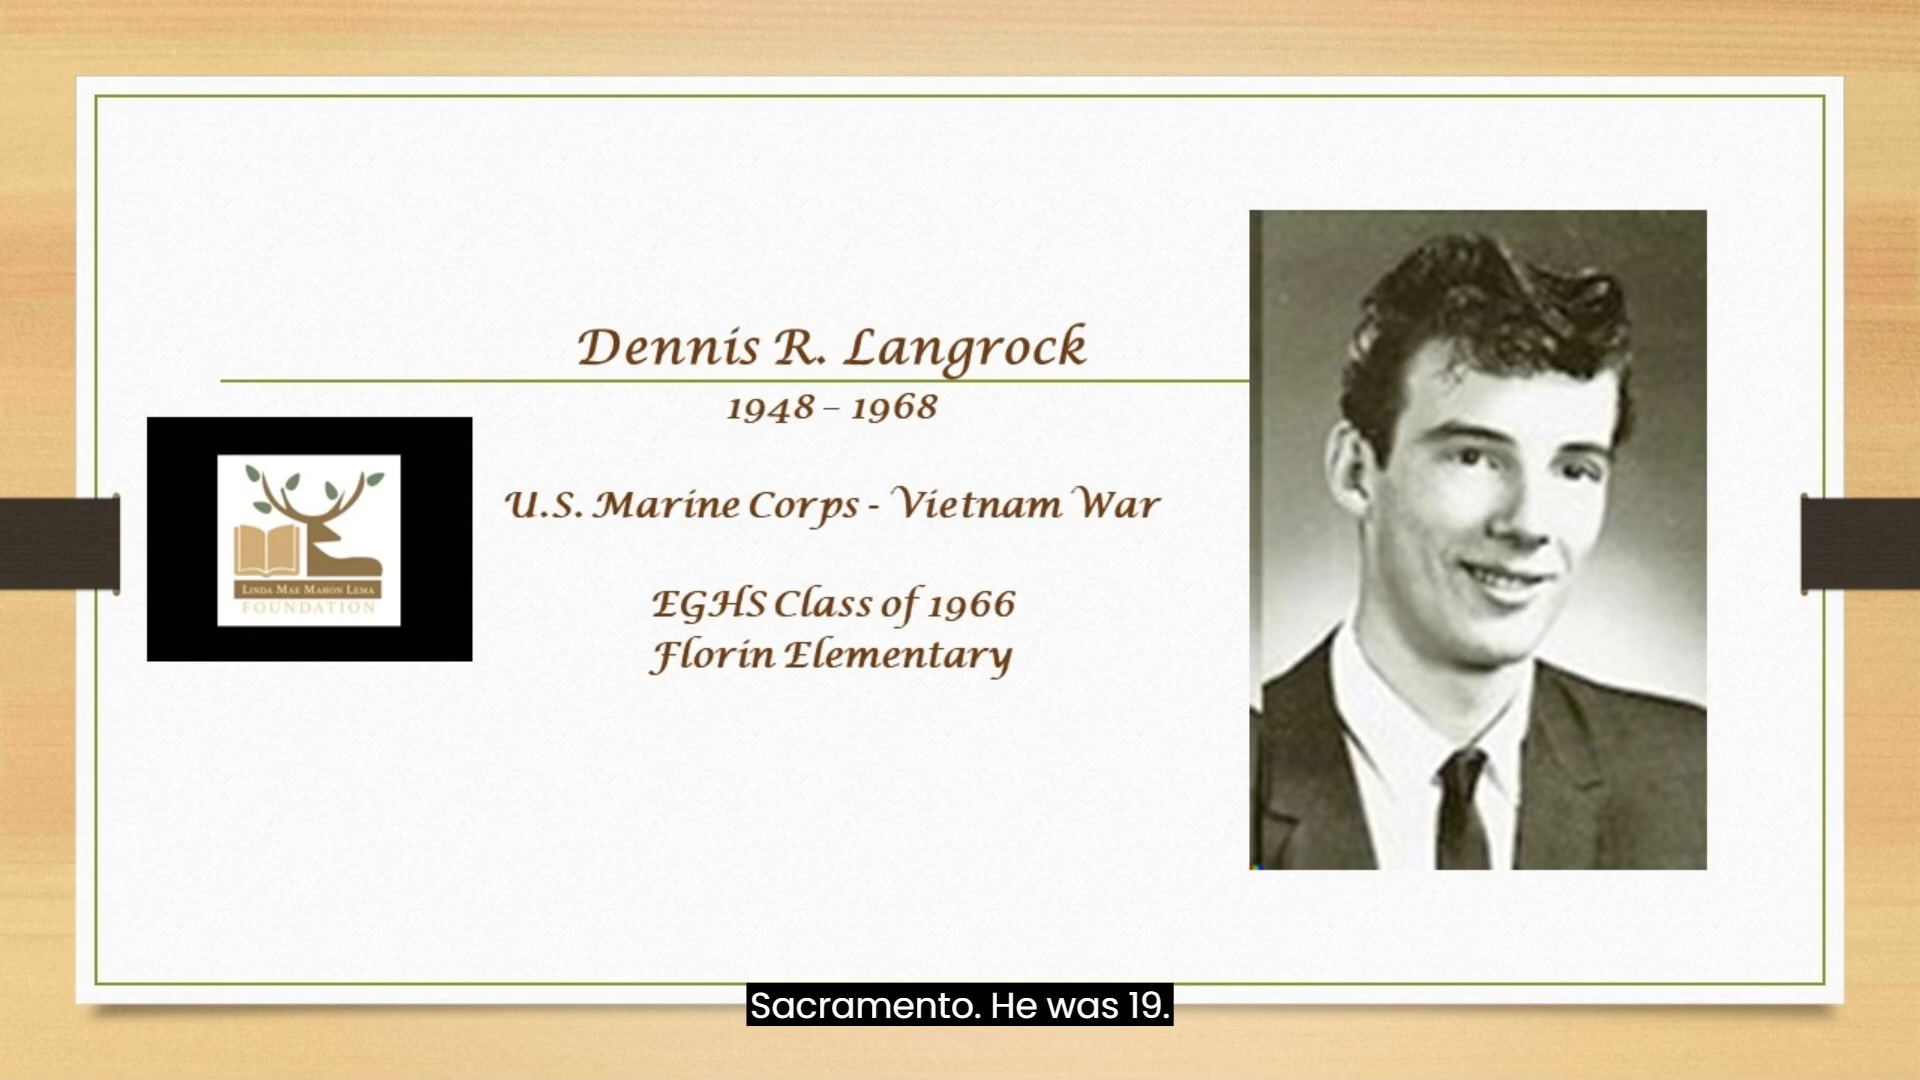 Dennis R. Langrock
1948 – 1968
U.S. Marine Corps - Vietnam War
EGHS Class of 1966
Florin Elementary
LINDA MAE MAHON LEMA
FOUNDATION
Sacramento. He was 19.